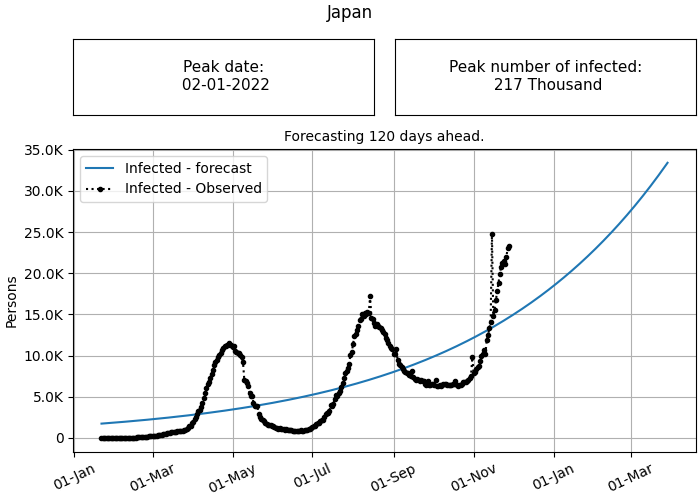 Japan
Peak date:
02-01-2022
Peak number of infected:
217 Thousand
Forecasting 120 days ahead.
35.0K
30.0K
25.0K
20.0K
15.0K
10.0K
5.0K
0
Persons
Infected - forecast
Infected - Observed
01-Jan
01-Mar
01-May
01-Jul
01-Sep
01-Nov
01-Jan
01-Mar